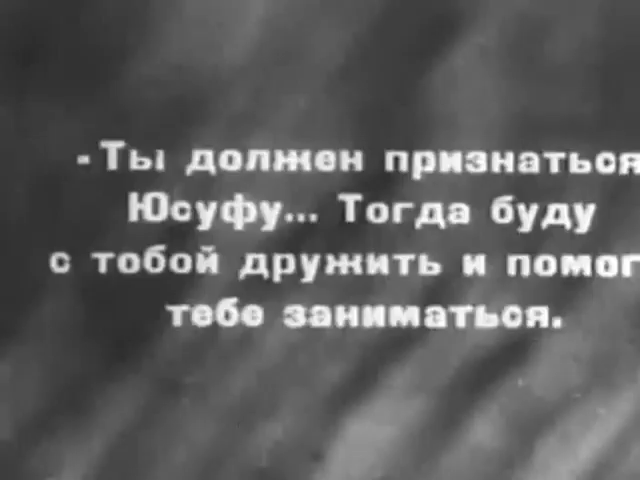 - Ты должен признаться
Юсуфу... Тогда буду
с тобой дружить и помог
тебе заниматься.